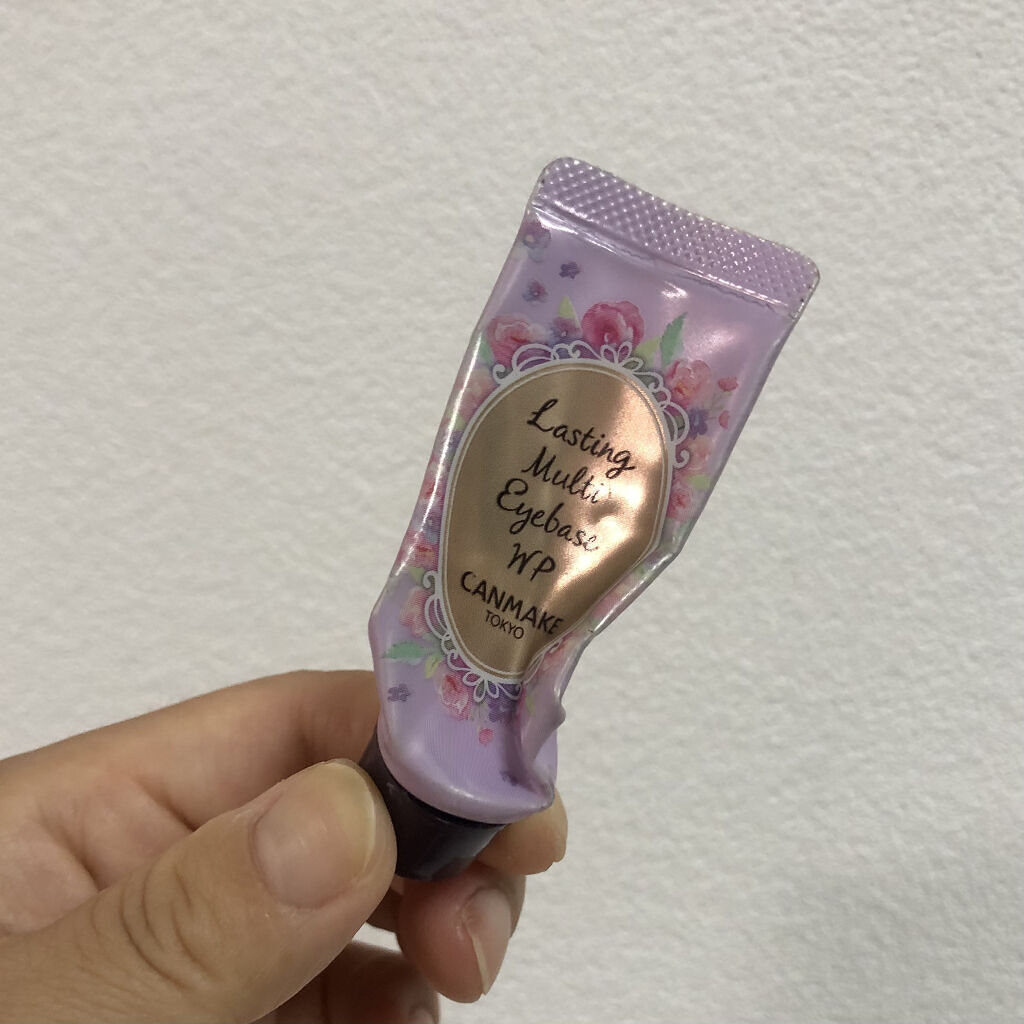 Lasting
Multi
Eyebase
WP
CANMAKE
TOKYO